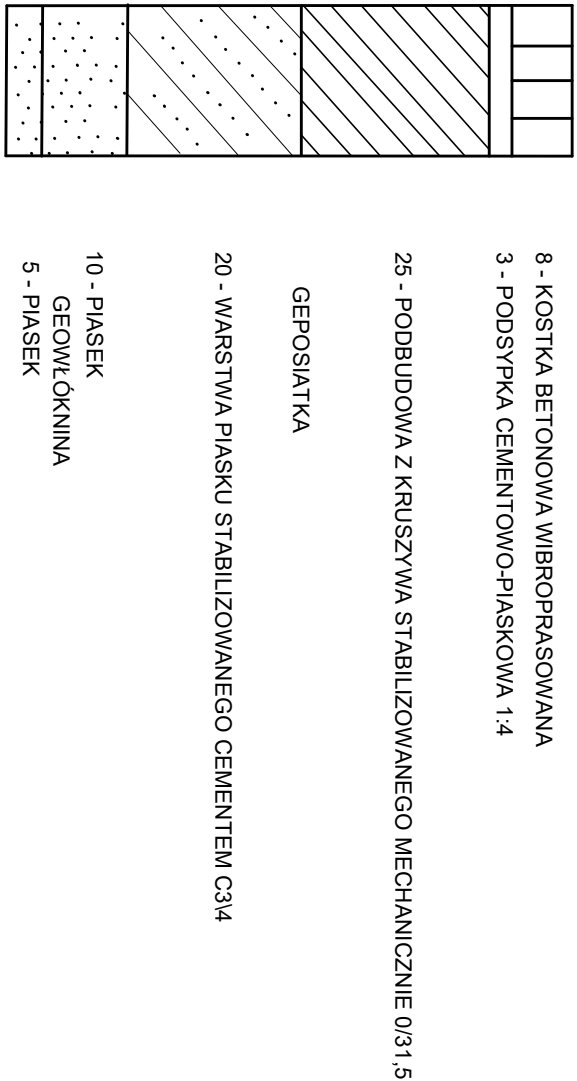 8 - KOSTKA BETONOWA WIBROPRASOWANA
3 - PODSYPKA CEMENTOWO-PIASKOWA 1:4
25 - PODBUDOWA Z KRUSZYWA STABILIZOWANEGO MECHANICZNIE 0/31,5
GEPOSIATKA
20 - WARSTWA PIASKU STABILIZOWANEGO CEMENTEM C3\4
10 - PIASEK
GEOWŁÓKNINA
5 - PIASEK